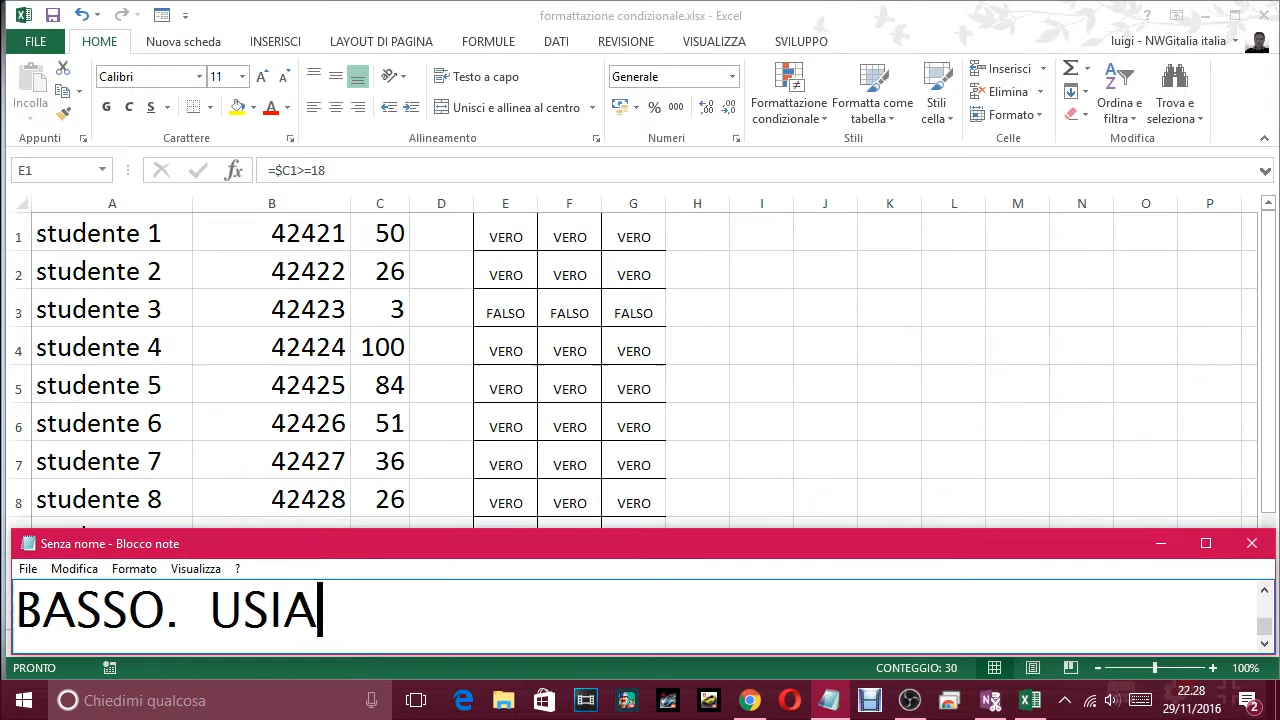 formattazione condizionale.xlsx - Excel
FILE HOME Nuova scheda INSERISCI LAYOUT DI PAGINA FORMULE DATI REVISIONE VISUALIZZA SVILUPPO luigi - NWGitalia italia
Incolla Calibri 11 Testo a capo Generale Formattazione condizionale Formatta come tabella Stili cella Inserisci Elimina Formato Ordina e filtra Trova e seleziona
G C S Unisci e allinea al centro % 000
Appunti Carattere Allineamento Numeri Stili Celle Modifica
E1 fx =$C1>=18
A B C D E F G H I J K L M N O P
1 studente 1 42421 50 VERO VERO VERO
2 studente 2 42422 26 VERO VERO VERO
3 studente 3 42423 3 FALSO FALSO FALSO
4 studente 4 42424 100 VERO VERO VERO
5 studente 5 42425 84 VERO VERO VERO
6 studente 6 42426 51 VERO VERO VERO
7 studente 7 42427 36 VERO VERO VERO
8 studente 8 42428 26 VERO VERO VERO
Senza nome - Blocco note
File Modifica Formato Visualizza ?
BASSO. USIA
PRONTO CONTEGGIO: 30 100%
Chiedimi qualcosa 22.28
29/11/2016 2